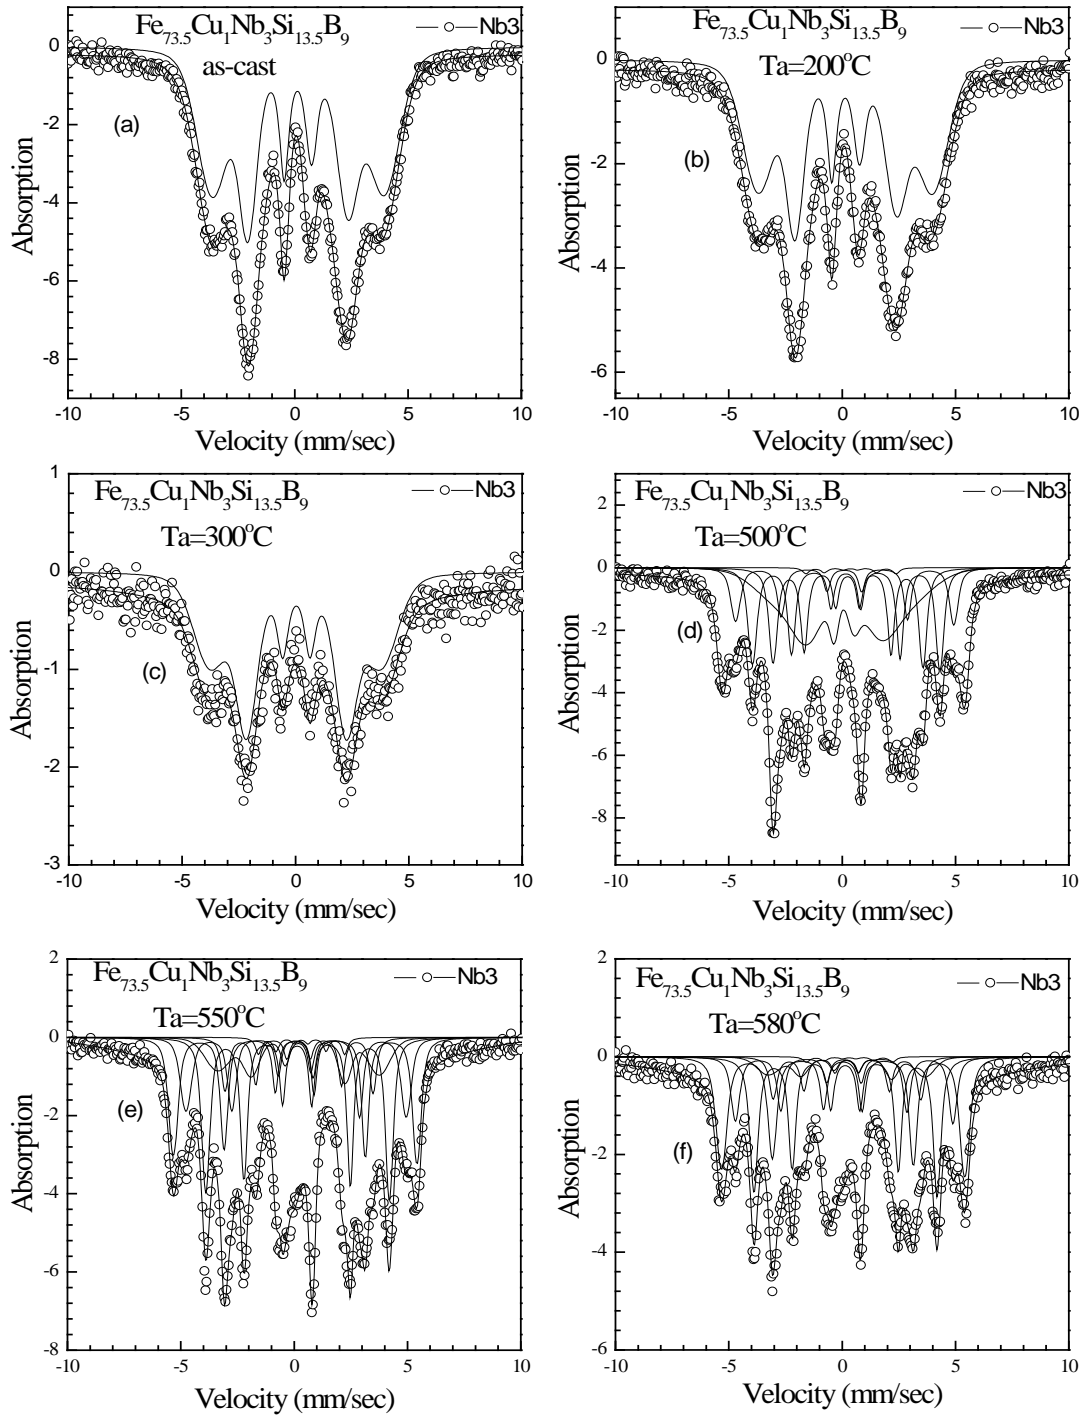 Fe73.5Cu1Nb3Si13.5B9
Nb3
as-cast
(a)
Absorption
0
-2
-4
-6
-8
-10 -5 0 5 10
Velocity (mm/sec)
Fe73.5Cu1Nb3Si13.5B9
Nb3
Ta=200°C
(b)
Absorption
0
-2
-4
-6
-10 -5 0 5 10
Velocity (mm/sec)
Fe73.5Cu1Nb3Si13.5B9
Nb3
Ta=300°C
(c)
Absorption
1
0
-1
-2
-3
-10 -5 0 5 10
Velocity (mm/sec)
Fe73.5Cu1Nb3Si13.5B9
Nb3
Ta=500°C
(d)
Absorption
2
0
-2
-4
-6
-8
-10 -5 0 5 10
Velocity (mm/sec)
Fe73.5Cu1Nb3Si13.5B9
Nb3
Ta=550°C
(e)
Absorption
2
0
-2
-4
-6
-8
-10 -5 0 5 10
Velocity (mm/sec)
Fe73.5Cu1Nb3Si13.5B9
Nb3
Ta=580°C
(f)
Absorption
2
0
-2
-4
-6
-10 -5 0 5 10
Velocity (mm/sec)